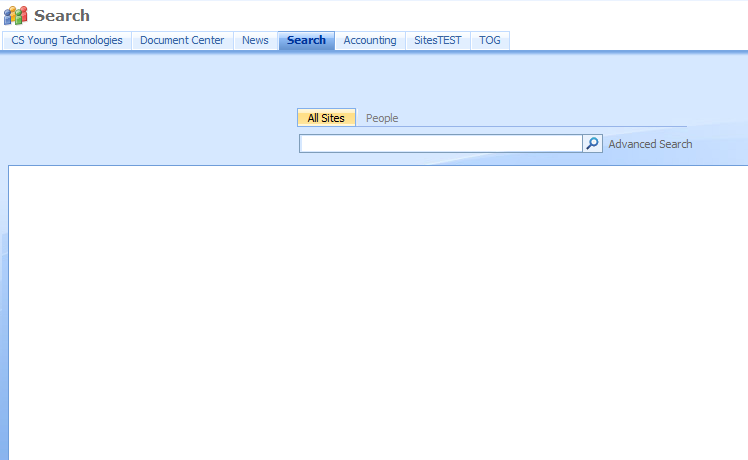 Search
CS Young Technologies Document Center News Search Accounting SitesTEST TOG
All Sites People
Advanced Search